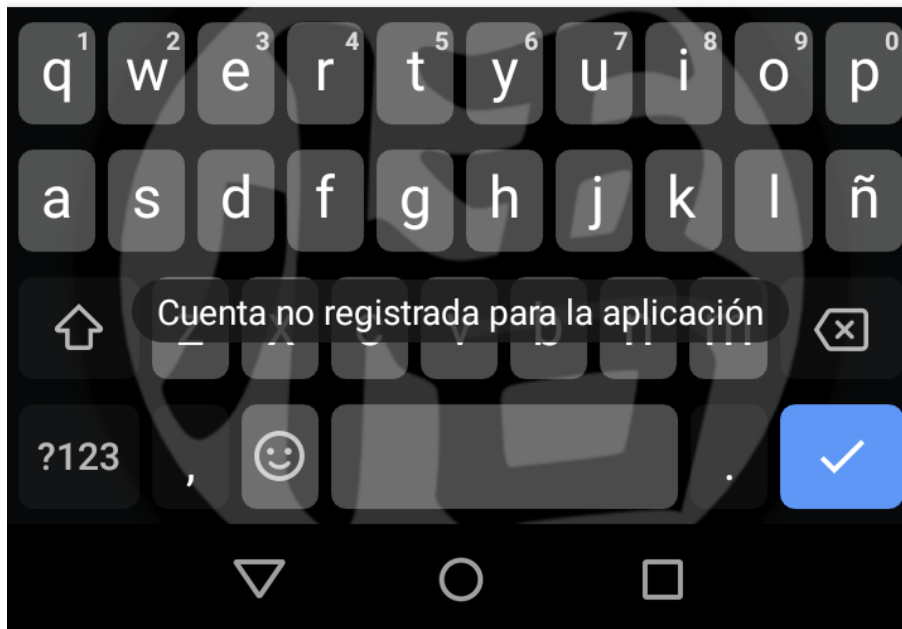 q 1 w 2 e 3 r 4 t 5 y 6 u 7 i 8 o 9 p 0
a s d f g h j k l ñ
Cuenta no registrada para la aplicación
z x c v b n m
?123 , .